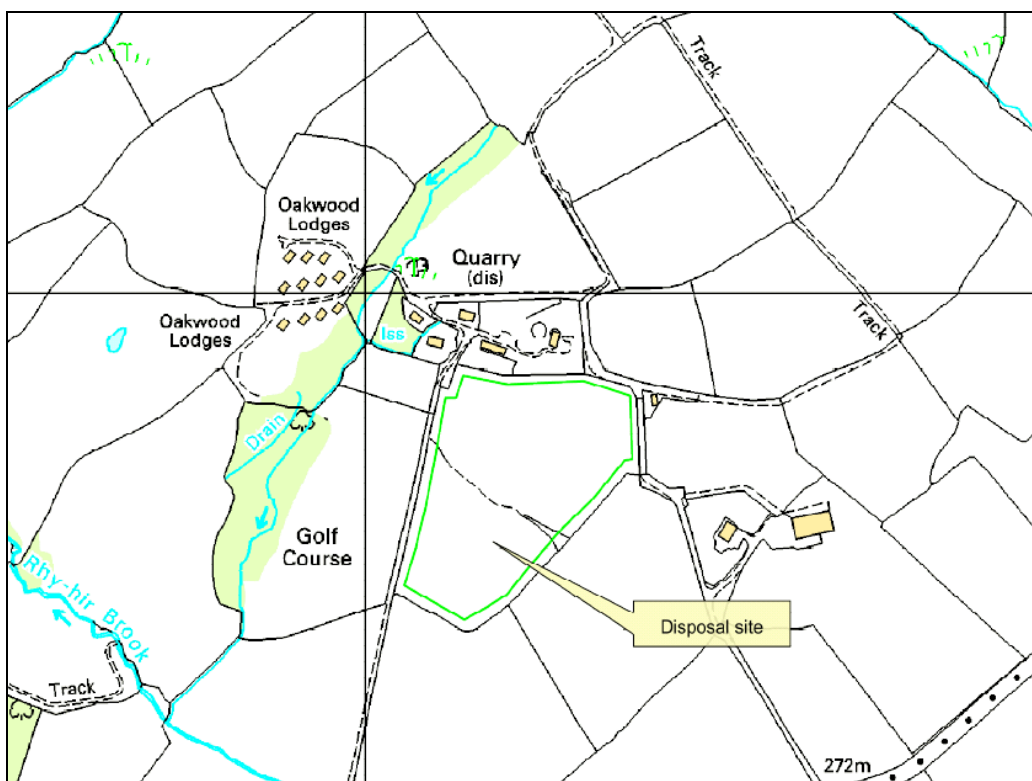 Track
Oakwood
Lodges
Quarry
(dis)
Oakwood
Lodges
Iss
Track
Drain
Golf
Course
Rhy-hir Brook
Disposal site
Track
272m